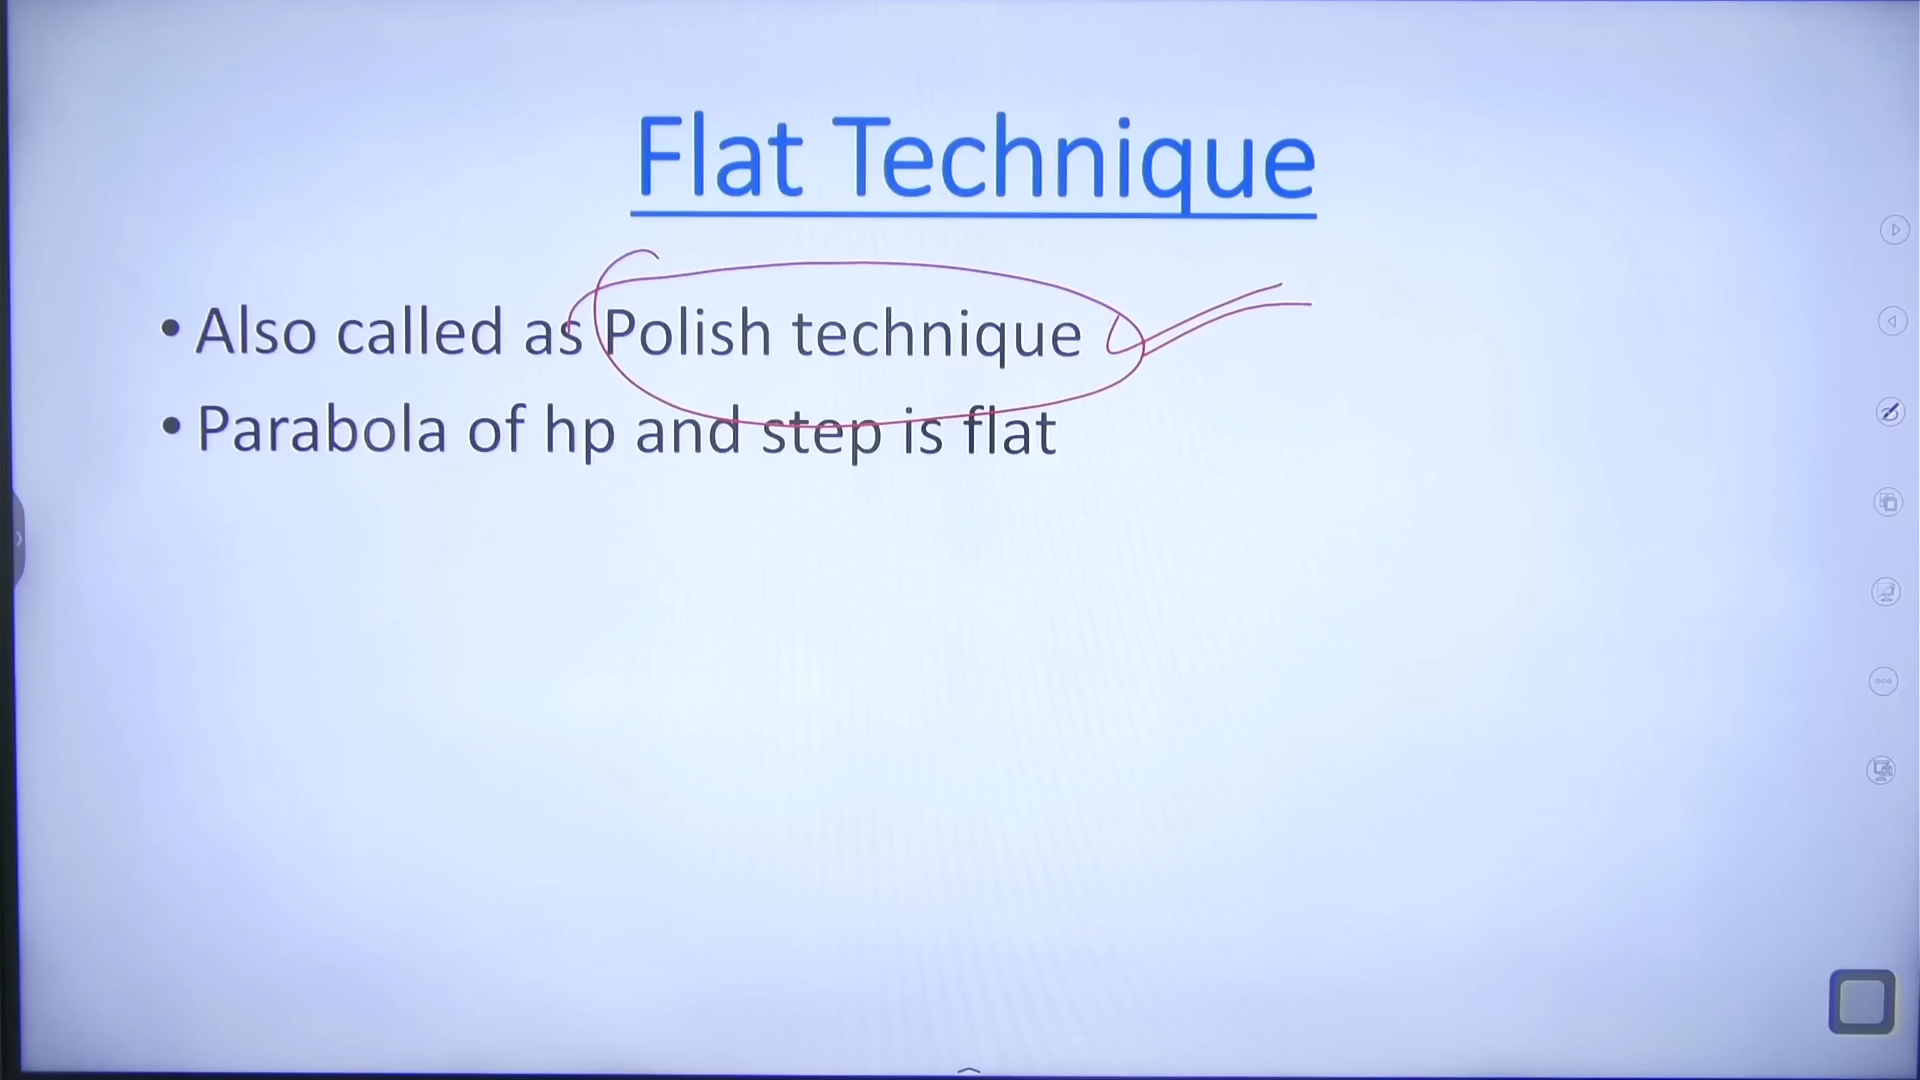 Flat Technique
• Also called as Polish technique
• Parabola of hp and step is flat